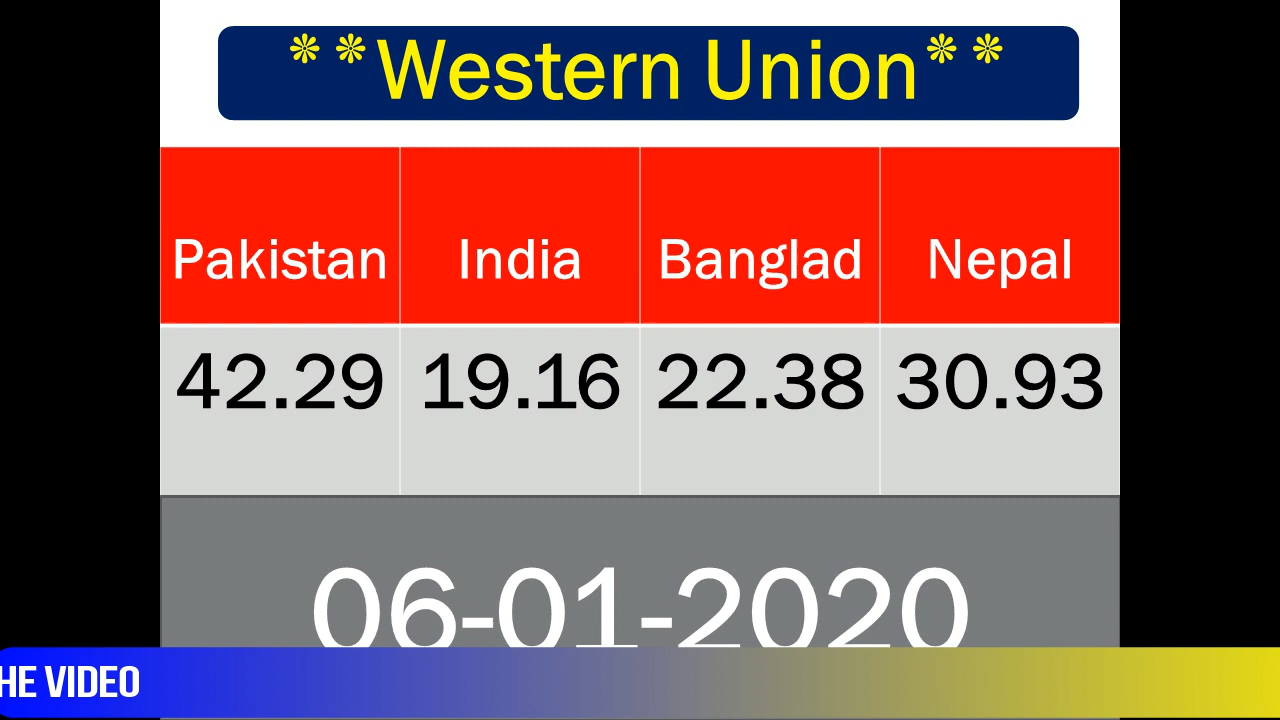 **Western Union**
Pakistan India Banglad Nepal
42.29 19.16 22.38 30.93
06-01-2020
HE VIDEO